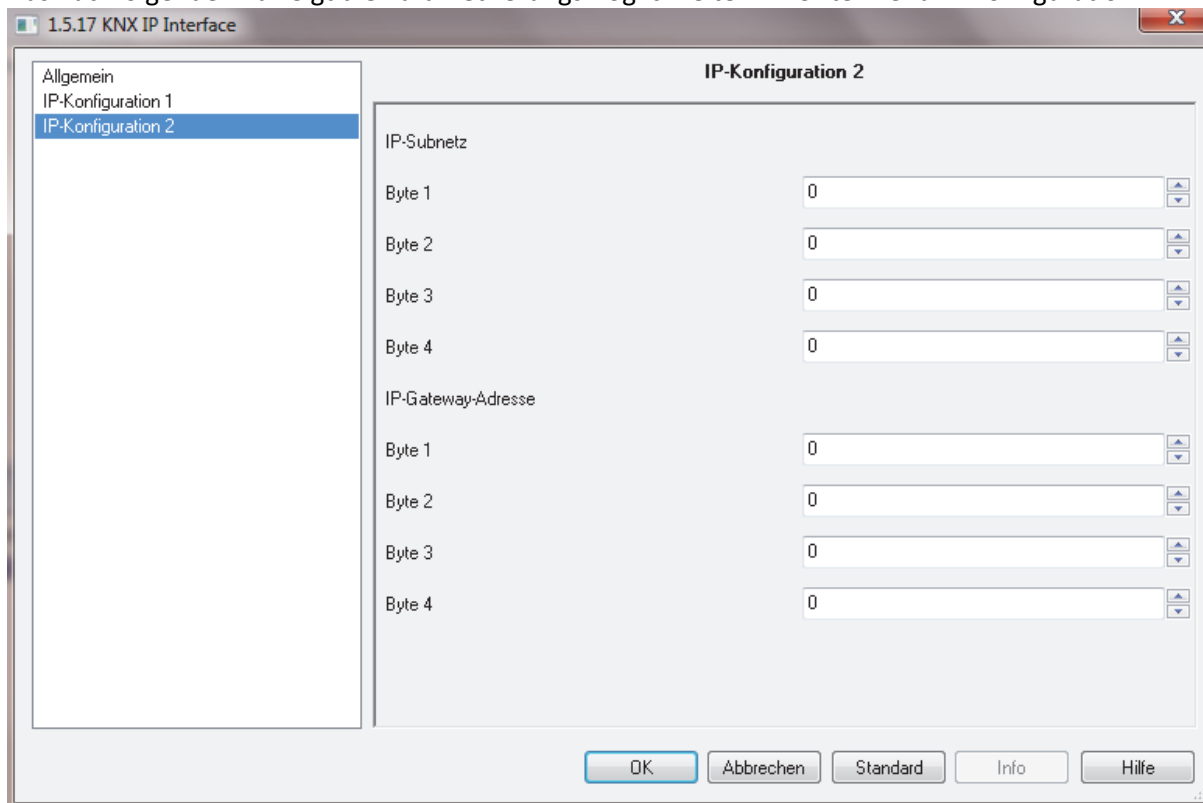 1.5.17 KNX IP Interface
Allgemein
IP-Konfiguration 1
IP-Konfiguration 2
IP-Konfiguration 2
IP-Subnetz
Byte 1 0
Byte 2 0
Byte 3 0
Byte 4 0
IP-Gateway-Adresse
Byte 1 0
Byte 2 0
Byte 3 0
Byte 4 0
OK Abbrechen Standard Info Hilfe